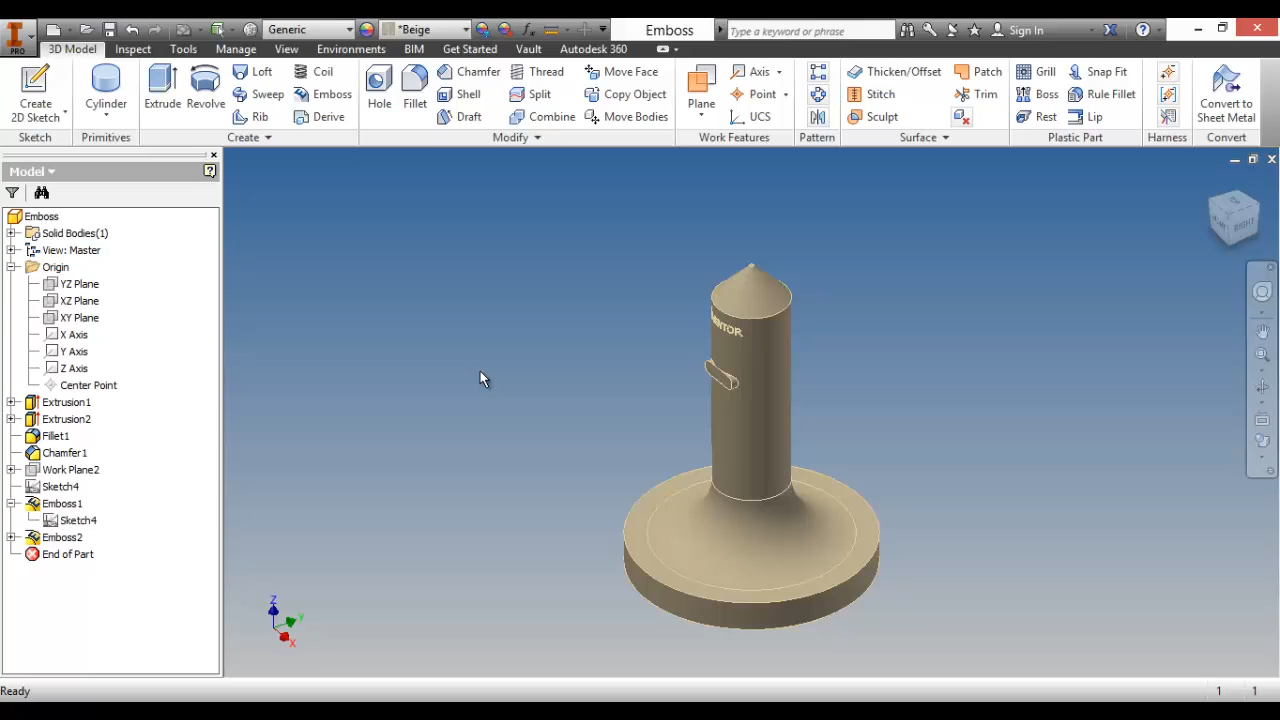 Generic
*Beige
Emboss
Type a keyword or phrase
Sign In
PRO
3D Model
Inspect
Tools
Manage
View
Environments
BIM
Get Started
Vault
Autodesk 360
Create
2D Sketch
Cylinder
Extrude
Revolve
Loft
Sweep
Rib
Coil
Emboss
Derive
Hole
Fillet
Chamfer
Shell
Draft
Thread
Split
Combine
Move Face
Copy Object
Move Bodies
Plane
Axis
Point
UCS
Thicken/Offset
Stitch
Sculpt
Patch
Trim
Grill
Boss
Rest
Snap Fit
Rule Fillet
Lip
Convert to
Sheet Metal
Sketch
Primitives
Create
Modify
Work Features
Pattern
Surface
Plastic Part
Harness
Convert
Model
Emboss
Solid Bodies(1)
View: Master
Origin
YZ Plane
XZ Plane
XY Plane
X Axis
Y Axis
Z Axis
Center Point
Extrusion1
Extrusion2
Fillet1
Chamfer1
Work Plane2
Sketch4
Emboss1
Sketch4
Emboss2
End of Part
RIGHT
Z
Y
X
Ready
1
1